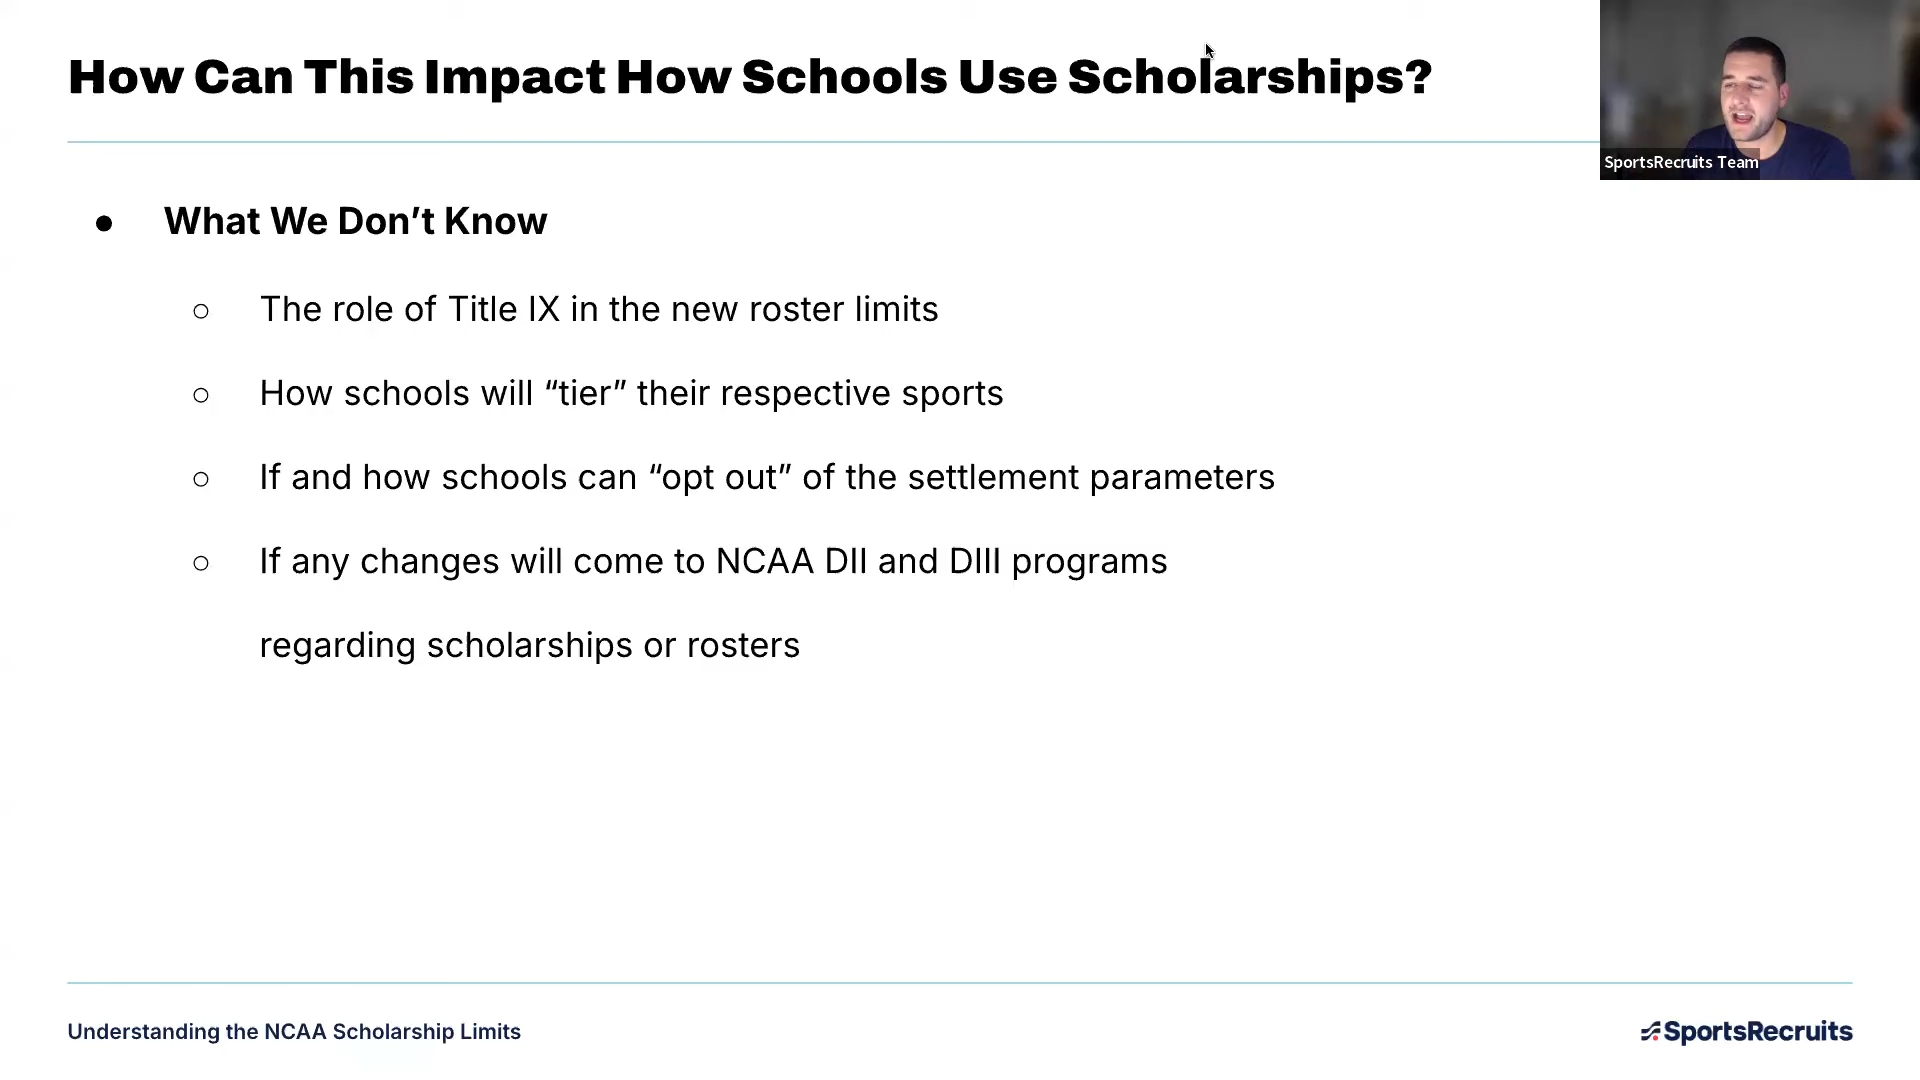 How Can This Impact How Schools Use Scholarships?
SportsRecruits Team
● What We Don’t Know
○ The role of Title IX in the new roster limits
○ How schools will “tier” their respective sports
○ If and how schools can “opt out” of the settlement parameters
○ If any changes will come to NCAA DII and DIII programs
regarding scholarships or rosters
Understanding the NCAA Scholarship Limits
SportsRecruits